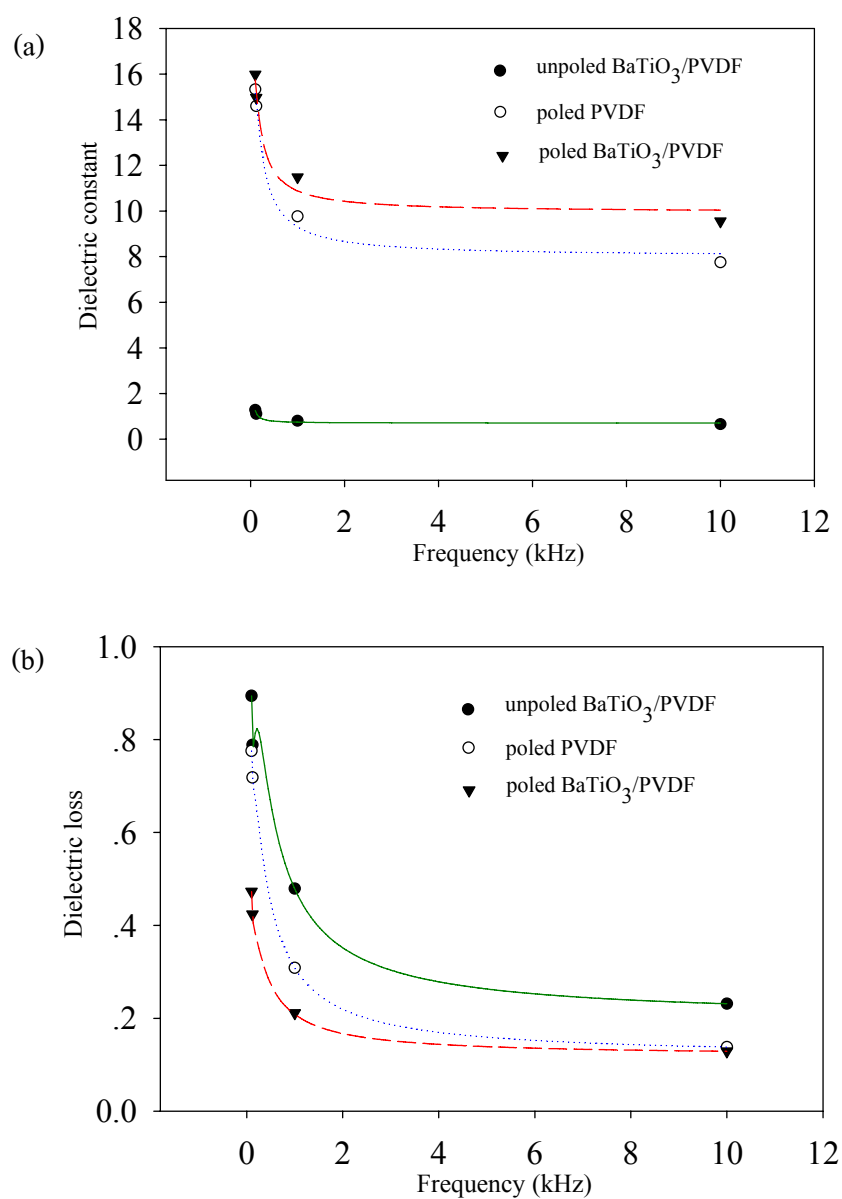 (a)
18
16
14
12
10
8
6
4
2
0
Dielectric constant
unpoled BaTiO3/PVDF
poled PVDF
poled BaTiO3/PVDF
0 2 4 6 8 10 12
Frequency (kHz)
(b)
1.0
.8
.6
.4
.2
0.0
Dielectric loss
unpoled BaTiO3/PVDF
poled PVDF
poled BaTiO3/PVDF
0 2 4 6 8 10 12
Frequency (kHz)